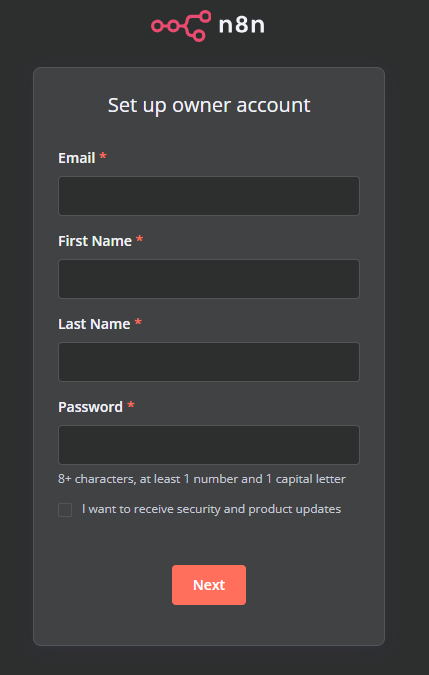 n8n
Set up owner account
Email *
First Name *
Last Name *
Password *
8+ characters, at least 1 number and 1 capital letter
I want to receive security and product updates
Next